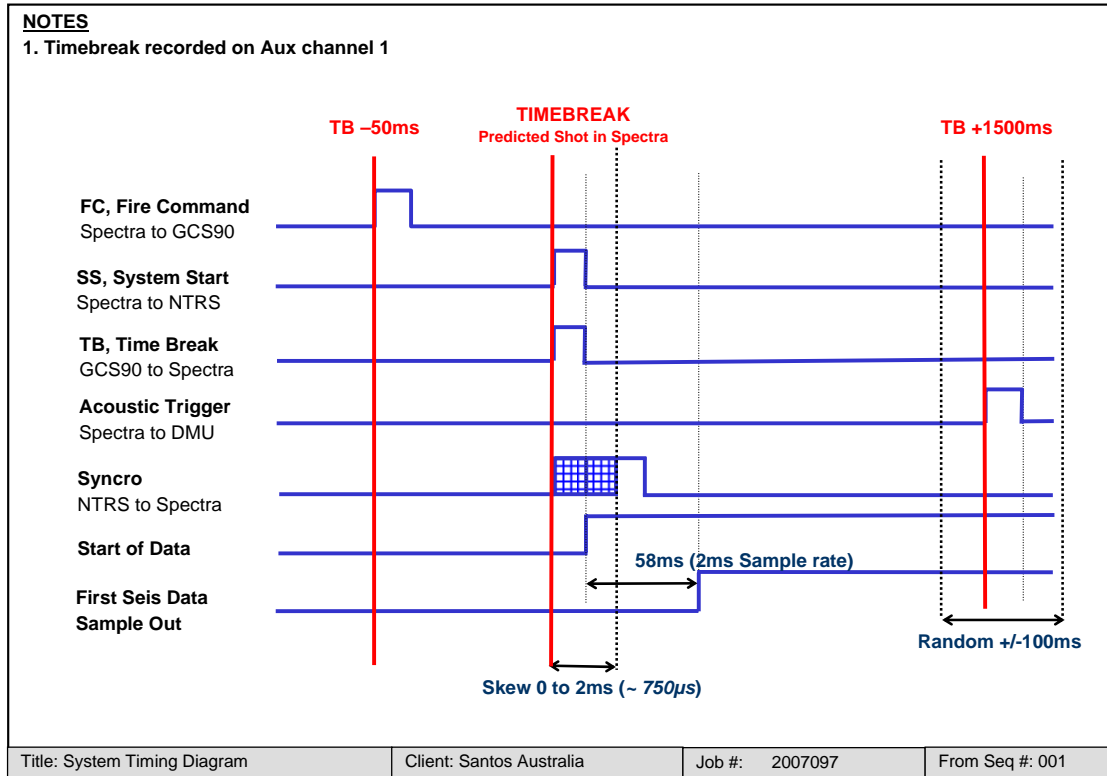 NOTES
1. Timebreak recorded on Aux channel 1
TB –50ms
TIMEBREAK
Predicted Shot in Spectra
TB +1500ms
FC, Fire Command
Spectra to GCS90
SS, System Start
Spectra to NTRS
TB, Time Break
GCS90 to Spectra
Acoustic Trigger
Spectra to DMU
Syncro
NTRS to Spectra
Start of Data
58ms (2ms Sample rate)
First Seis Data
Sample Out
Random +/-100ms
Skew 0 to 2ms (~ 750µs)
Title: System Timing Diagram
Client: Santos Australia
Job #: 2007097
From Seq #: 001